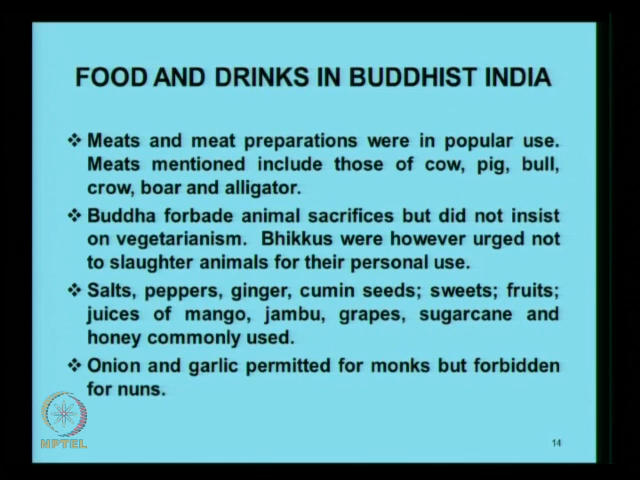 FOOD AND DRINKS IN BUDDHIST INDIA
❖ Meats and meat preparations were in popular use.
Meats mentioned include those of cow, pig, bull,
crow, boar and alligator.
❖ Buddha forbade animal sacrifices but did not insist
on vegetarianism. Bhikkus were however urged not
to slaughter animals for their personal use.
❖ Salts, peppers, ginger, cumin seeds; sweets; fruits;
juices of mango, jambu, grapes, sugarcane and
honey commonly used.
❖ Onion and garlic permitted for monks but forbidden
for nuns.
NPTEL
14